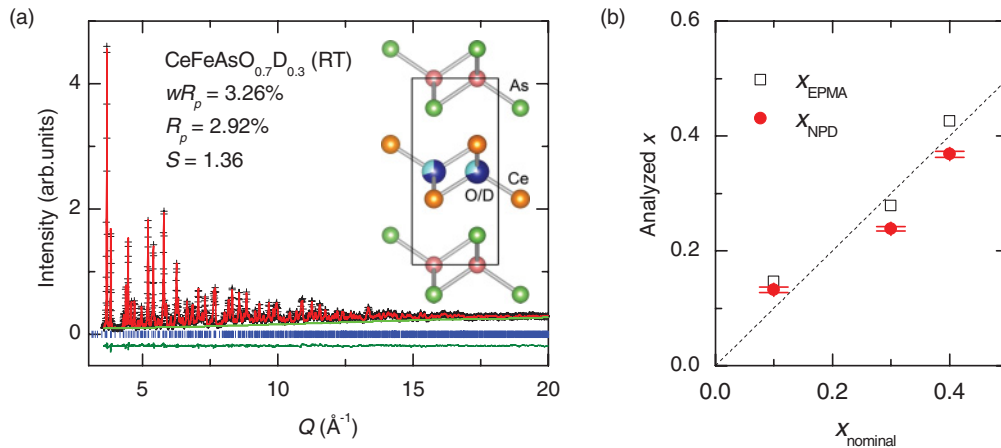 (a)
CeFeAsO0.7D0.3 (RT)
wRp = 3.26%
Rp = 2.92%
S = 1.36
As
Ce
O/D
Intensity (arb.units)
4
2
0
5
10
15
20
Q (Å-1)
(b)
xEPMA
xNPD
Analyzed x
0.6
0.4
0.2
0.0
0.0
0.2
0.4
xnominal